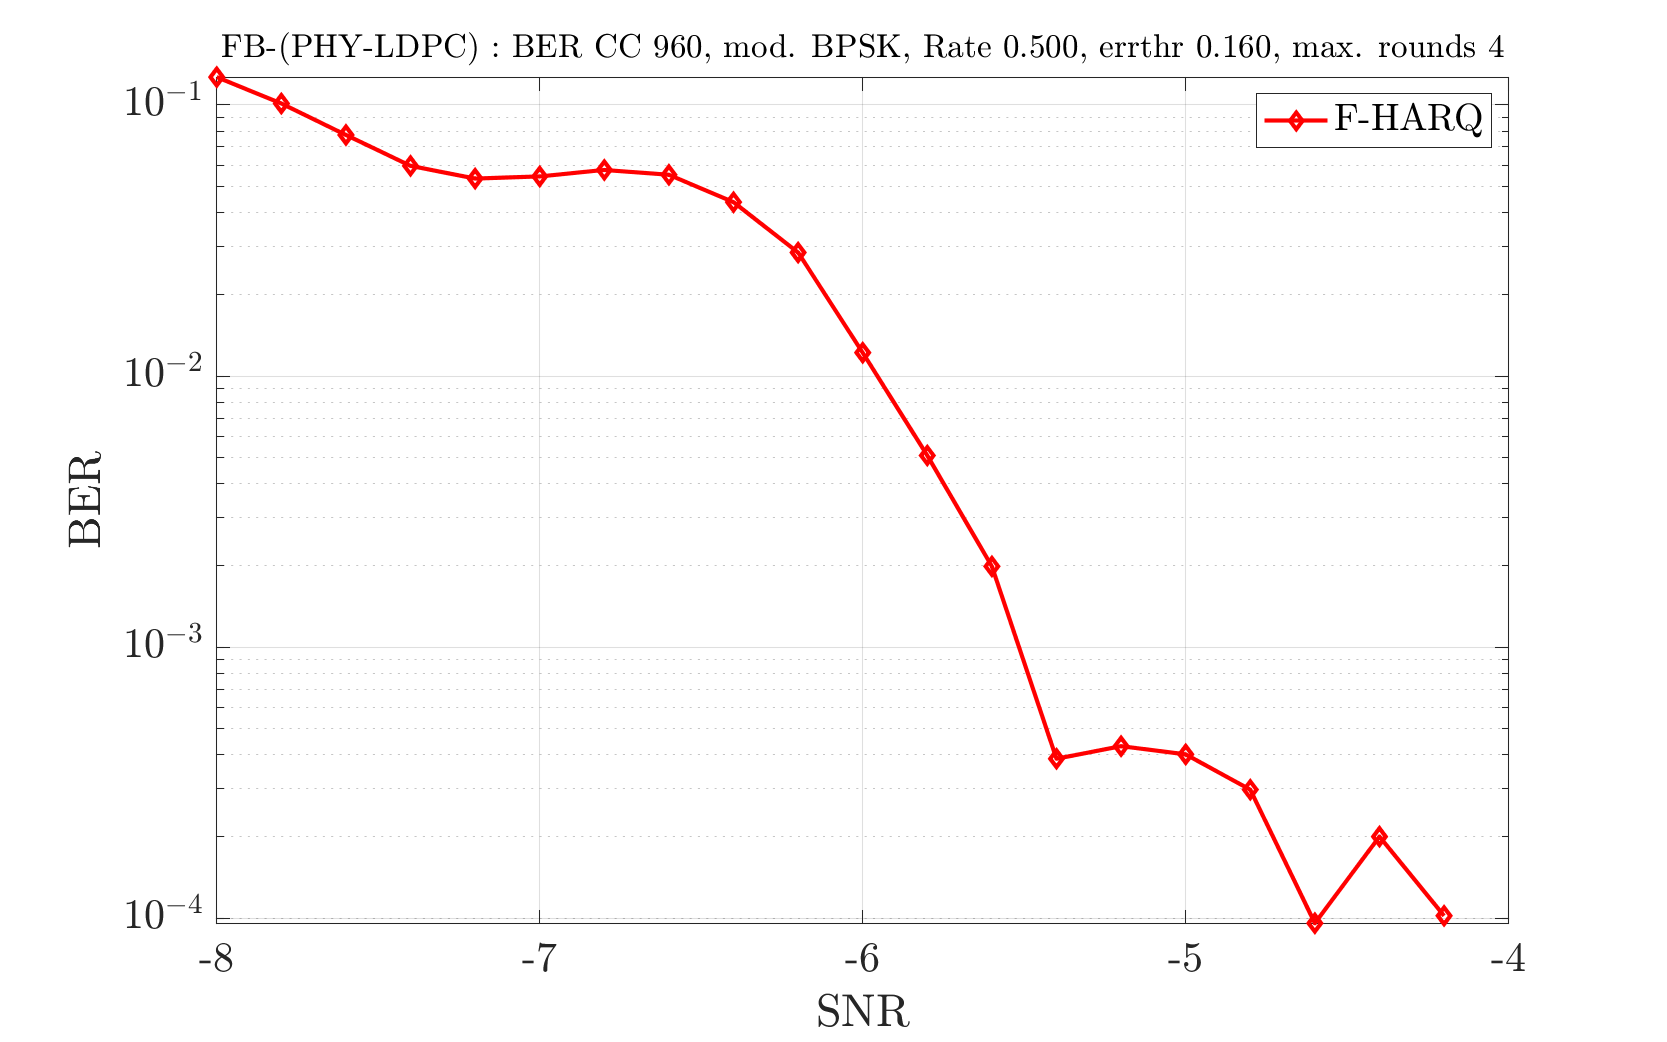 FB-(PHY-LDPC) : BER CC 960, mod. BPSK, Rate 0.500, errthr 0.160, max. rounds 4
F-HARQ
10⁻¹
10⁻²
10⁻³
10⁻⁴
BER
-8 -7 -6 -5 -4
SNR